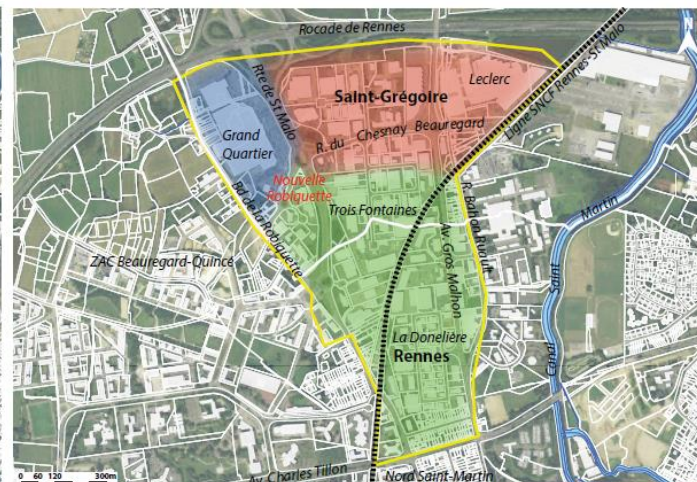 Rocade de Rennes
Rte de St Malo
Leclerc
Saint-Grégoire
Ligne SNCF Rennes-St Malo
Grand
Quartier
R. du Chesnay Beauregard
Nouvelle
Robiquette
Trois Fontaines
Bd de la Robiquette
ZAC Beauregard-Quincé
Av. Gros Malhon
Canal Saint Martin
La Donelière
Rennes
Av. Charles Tillon
Nord Saint-Martin
0 60 120 300m